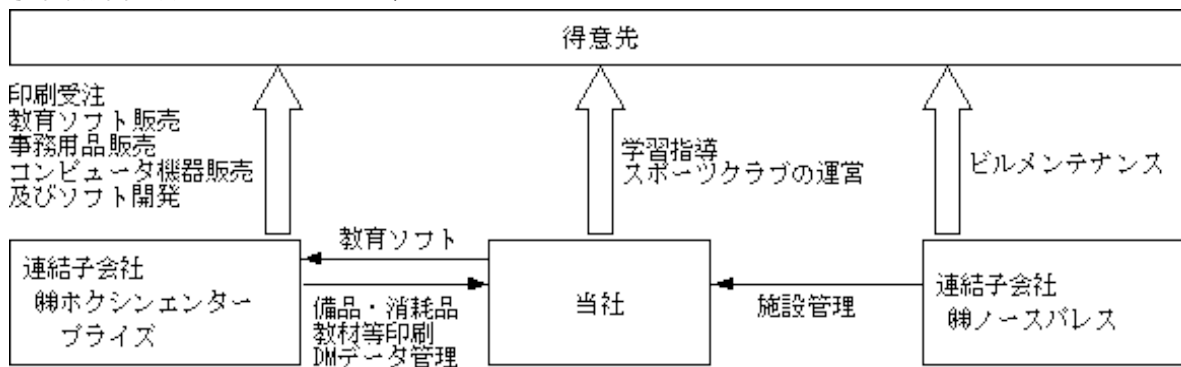 得意先
印刷受注
教育ソフト販売
事務用品販売
コンピュータ機器販売
及びソフト開発
学習指導
スポーツクラブの運営
ビルメンテナンス
連結子会社
㈱ホクシンエンター
プライズ
教育ソフト
備品・消耗品
教材等印刷
DMデータ管理
当社
施設管理
連結子会社
㈱ノースパレス